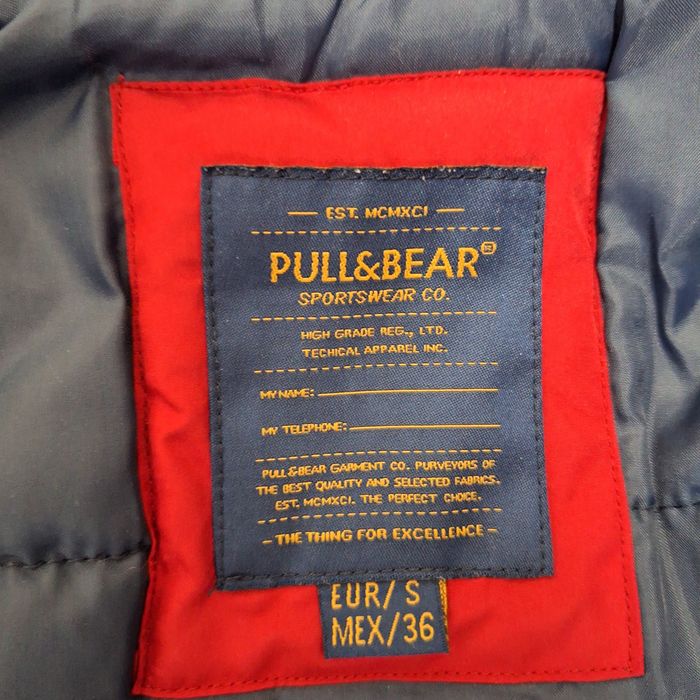 — EST. MCMXCI —
PULL&BEAR
SPORTSWEAR CO.
HIGH GRADE REG., LTD.
TECHICAL APPAREL INC.
MY NAME:
MY TELEPHONE:
PULL&BEAR GARMENT CO. PURVEYORS OF
THE BEST QUALITY AND SELECTED FABRICS.
EST. MCMXCI. THE PERFECT CHOICE.
– THE THING FOR EXCELLENCE –
EUR/ S
MEX/36